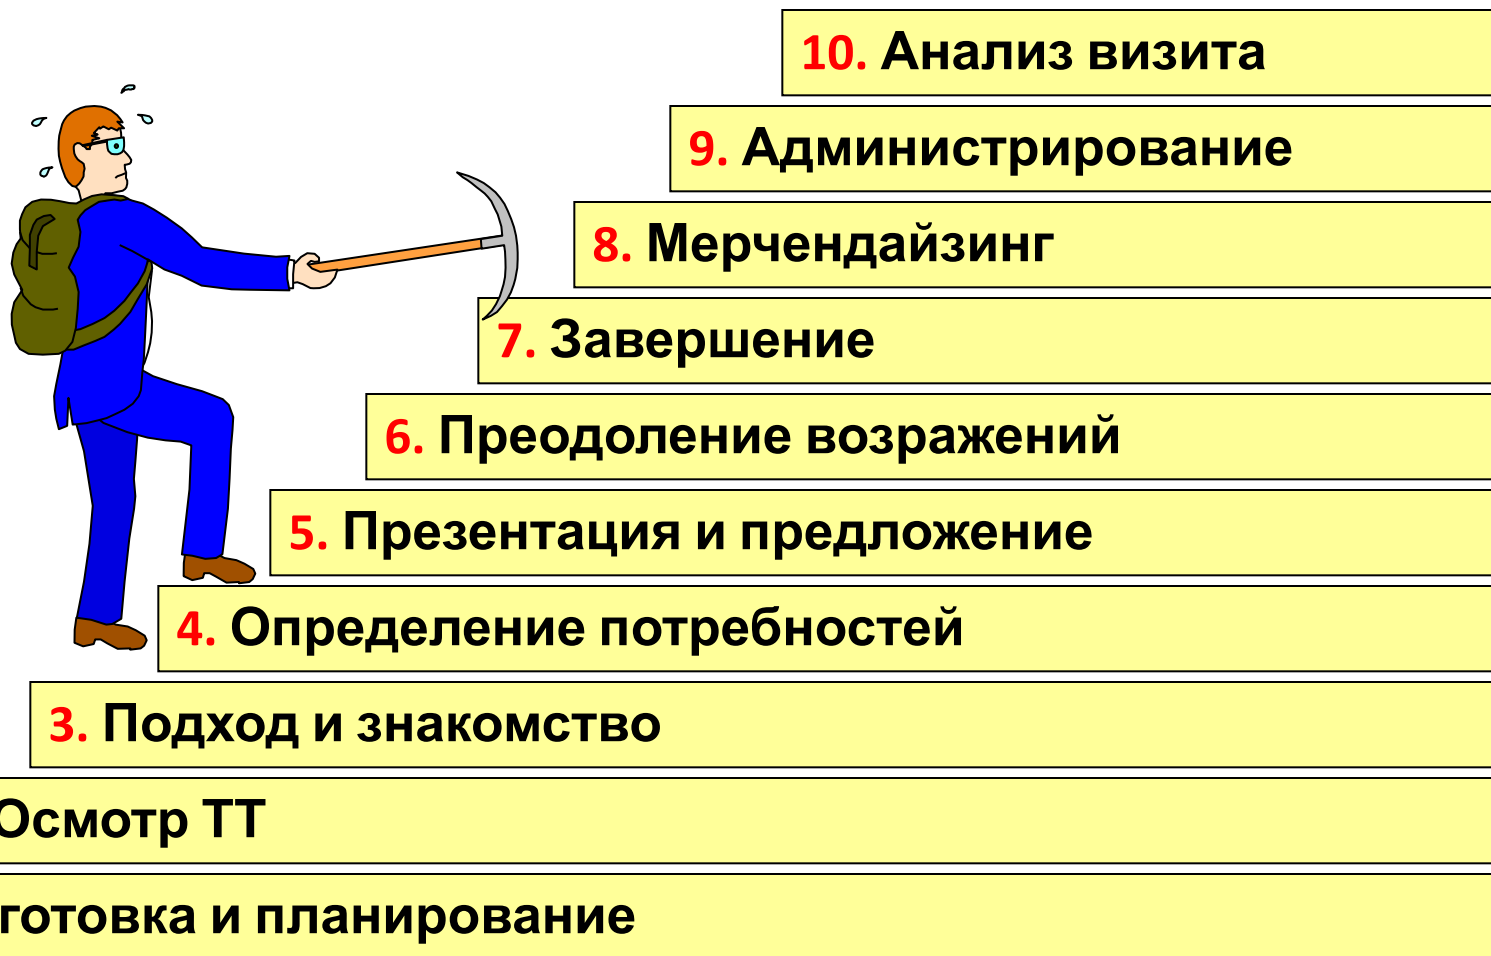 10. Анализ визита
9. Администрирование
8. Мерчендайзинг
7. Завершение
6. Преодоление возражений
5. Презентация и предложение
4. Определение потребностей
3. Подход и знакомство
Осмотр ТТ
готовка и планирование